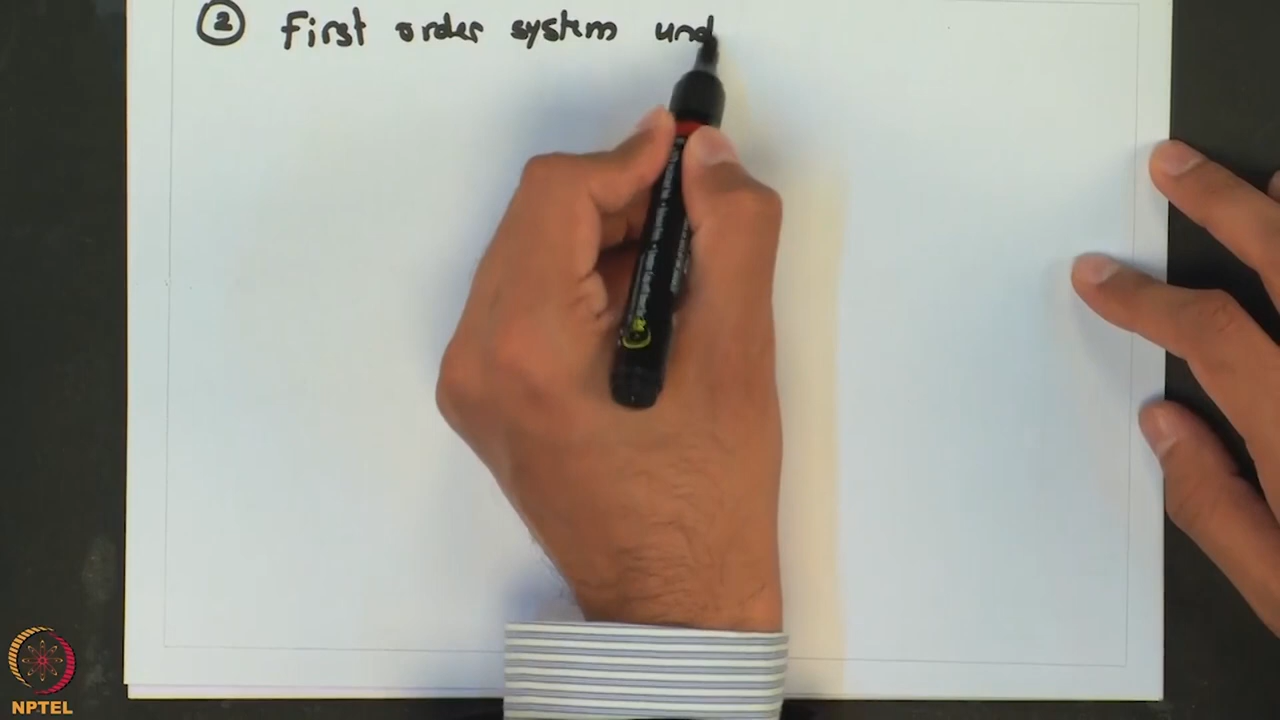 ② First order system und
NPTEL